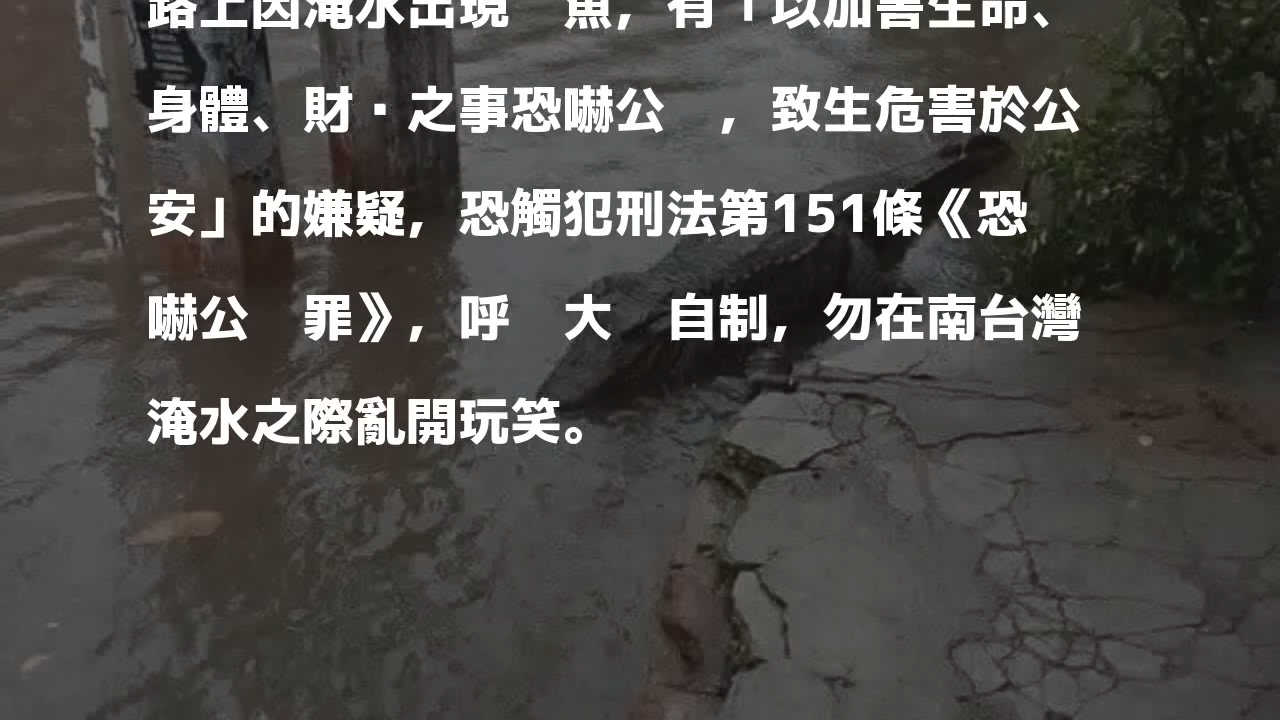 路上因淹水出現　魚，有「以加害生命、
身體、財·之事恐嚇公　，致生危害於公
安」的嫌疑，恐觸犯刑法第151條《恐
嚇公　罪》，呼　大　自制，勿在南台灣
淹水之際亂開玩笑。